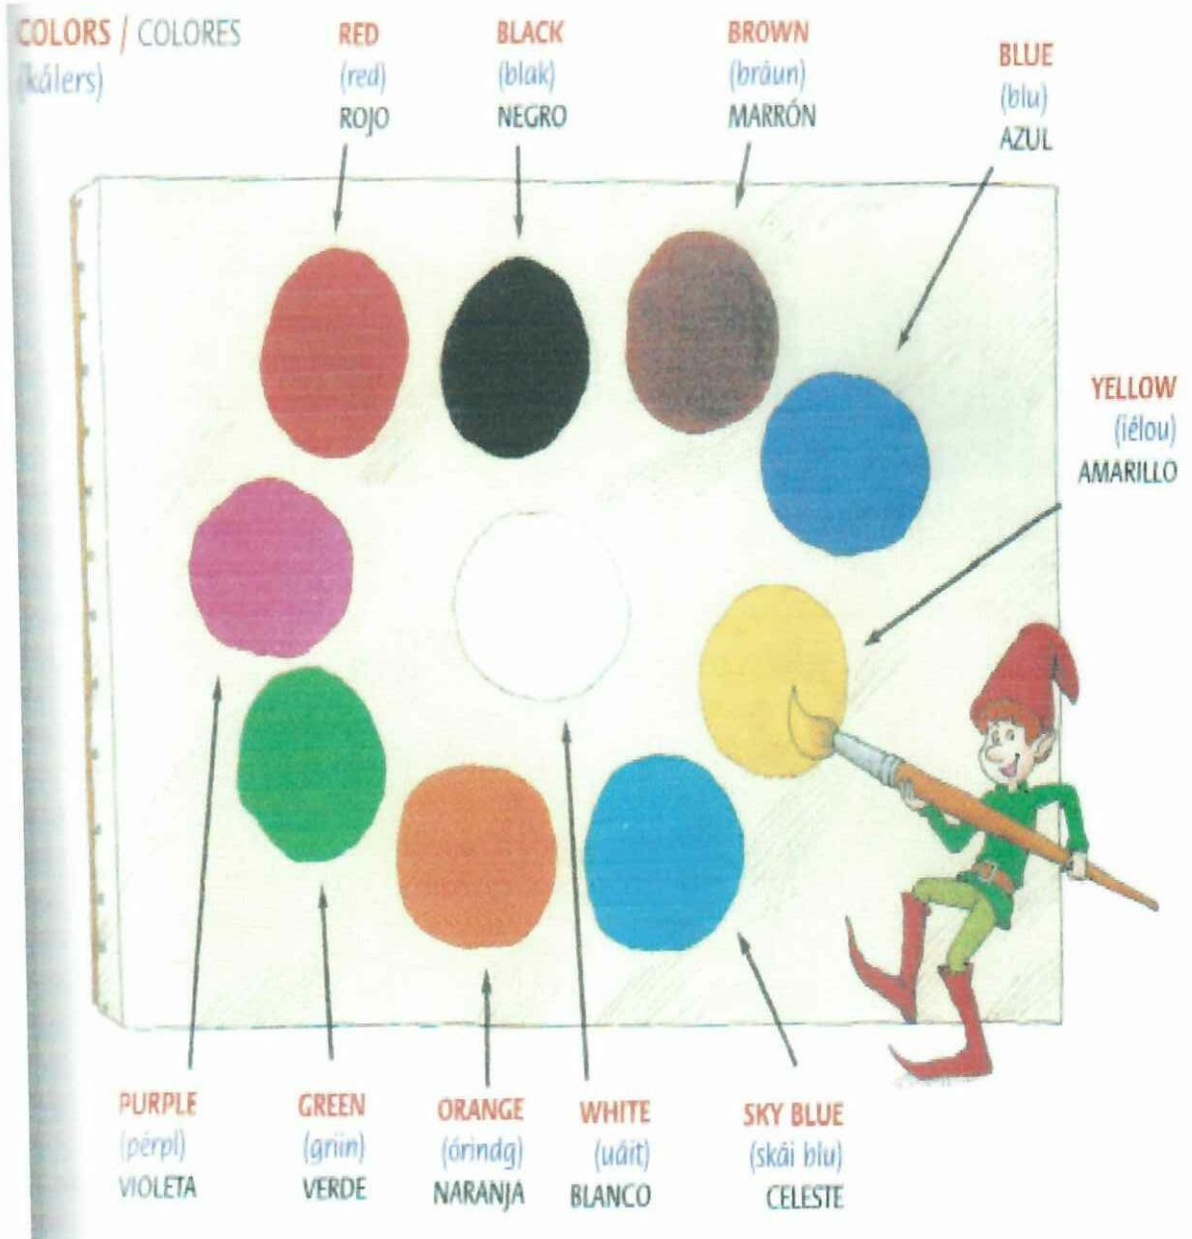 COLORS / COLORES
(kálers)
RED
(red)
ROJO
BLACK
(blak)
NEGRO
BROWN
(bráun)
MARRÓN
BLUE
(blu)
AZUL
YELLOW
(iélou)
AMARILLO
PURPLE
(pérpl)
VIOLETA
GREEN
(griin)
VERDE
ORANGE
(órindg)
NARANJA
WHITE
(uáit)
BLANCO
SKY BLUE
(skái blu)
CELESTE